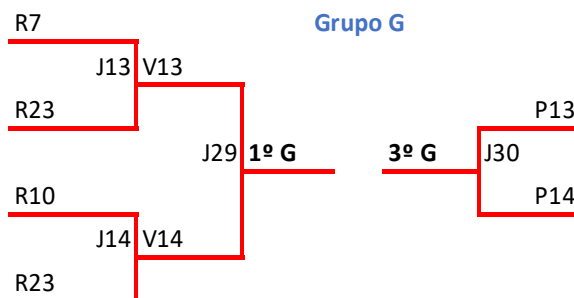 R7
Grupo G
J13 V13
R23
P13
J29 1º G
3º G J30
R10
P14
J14 V14
R23